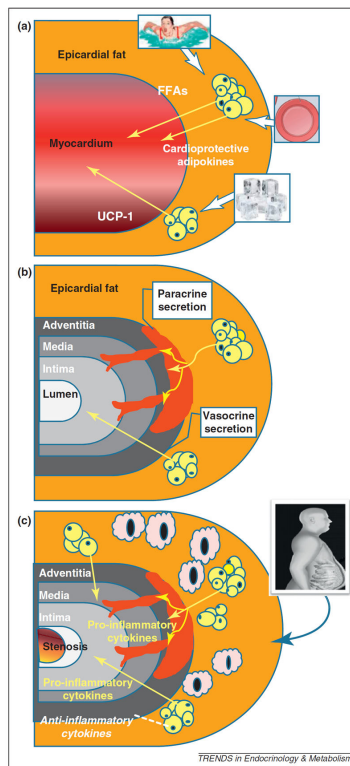 (a)
Epicardial fat
FFAs
Myocardium
Cardioprotective
adipokines
UCP-1
(b)
Epicardial fat
Paracrine
secretion
Adventitia
Media
Intima
Lumen
Vasocrine
secretion
(c)
Adventitia
Media
Intima
Pro-inflammatory
cytokines
Stenosis
Pro-inflammatory
cytokines
Anti-inflammatory
cytokines
TRENDS in Endocrinology & Metabolism